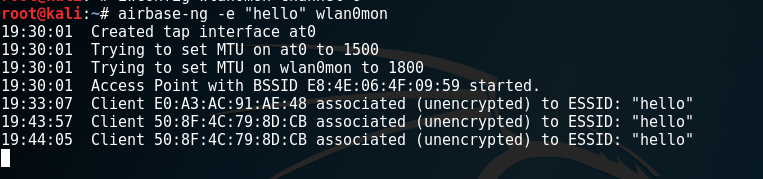 root@kali:~# airbase-ng -e "hello" wlan0mon
19:30:01  Created tap interface at0
19:30:01  Trying to set MTU on at0 to 1500
19:30:01  Trying to set MTU on wlan0mon to 1800
19:30:01  Access Point with BSSID E8:4E:06:4F:09:59 started.
19:33:07  Client E0:A3:AC:91:AE:48 associated (unencrypted) to ESSID: "hello"
19:43:57  Client 50:8F:4C:79:8D:CB associated (unencrypted) to ESSID: "hello"
19:44:05  Client 50:8F:4C:79:8D:CB associated (unencrypted) to ESSID: "hello"